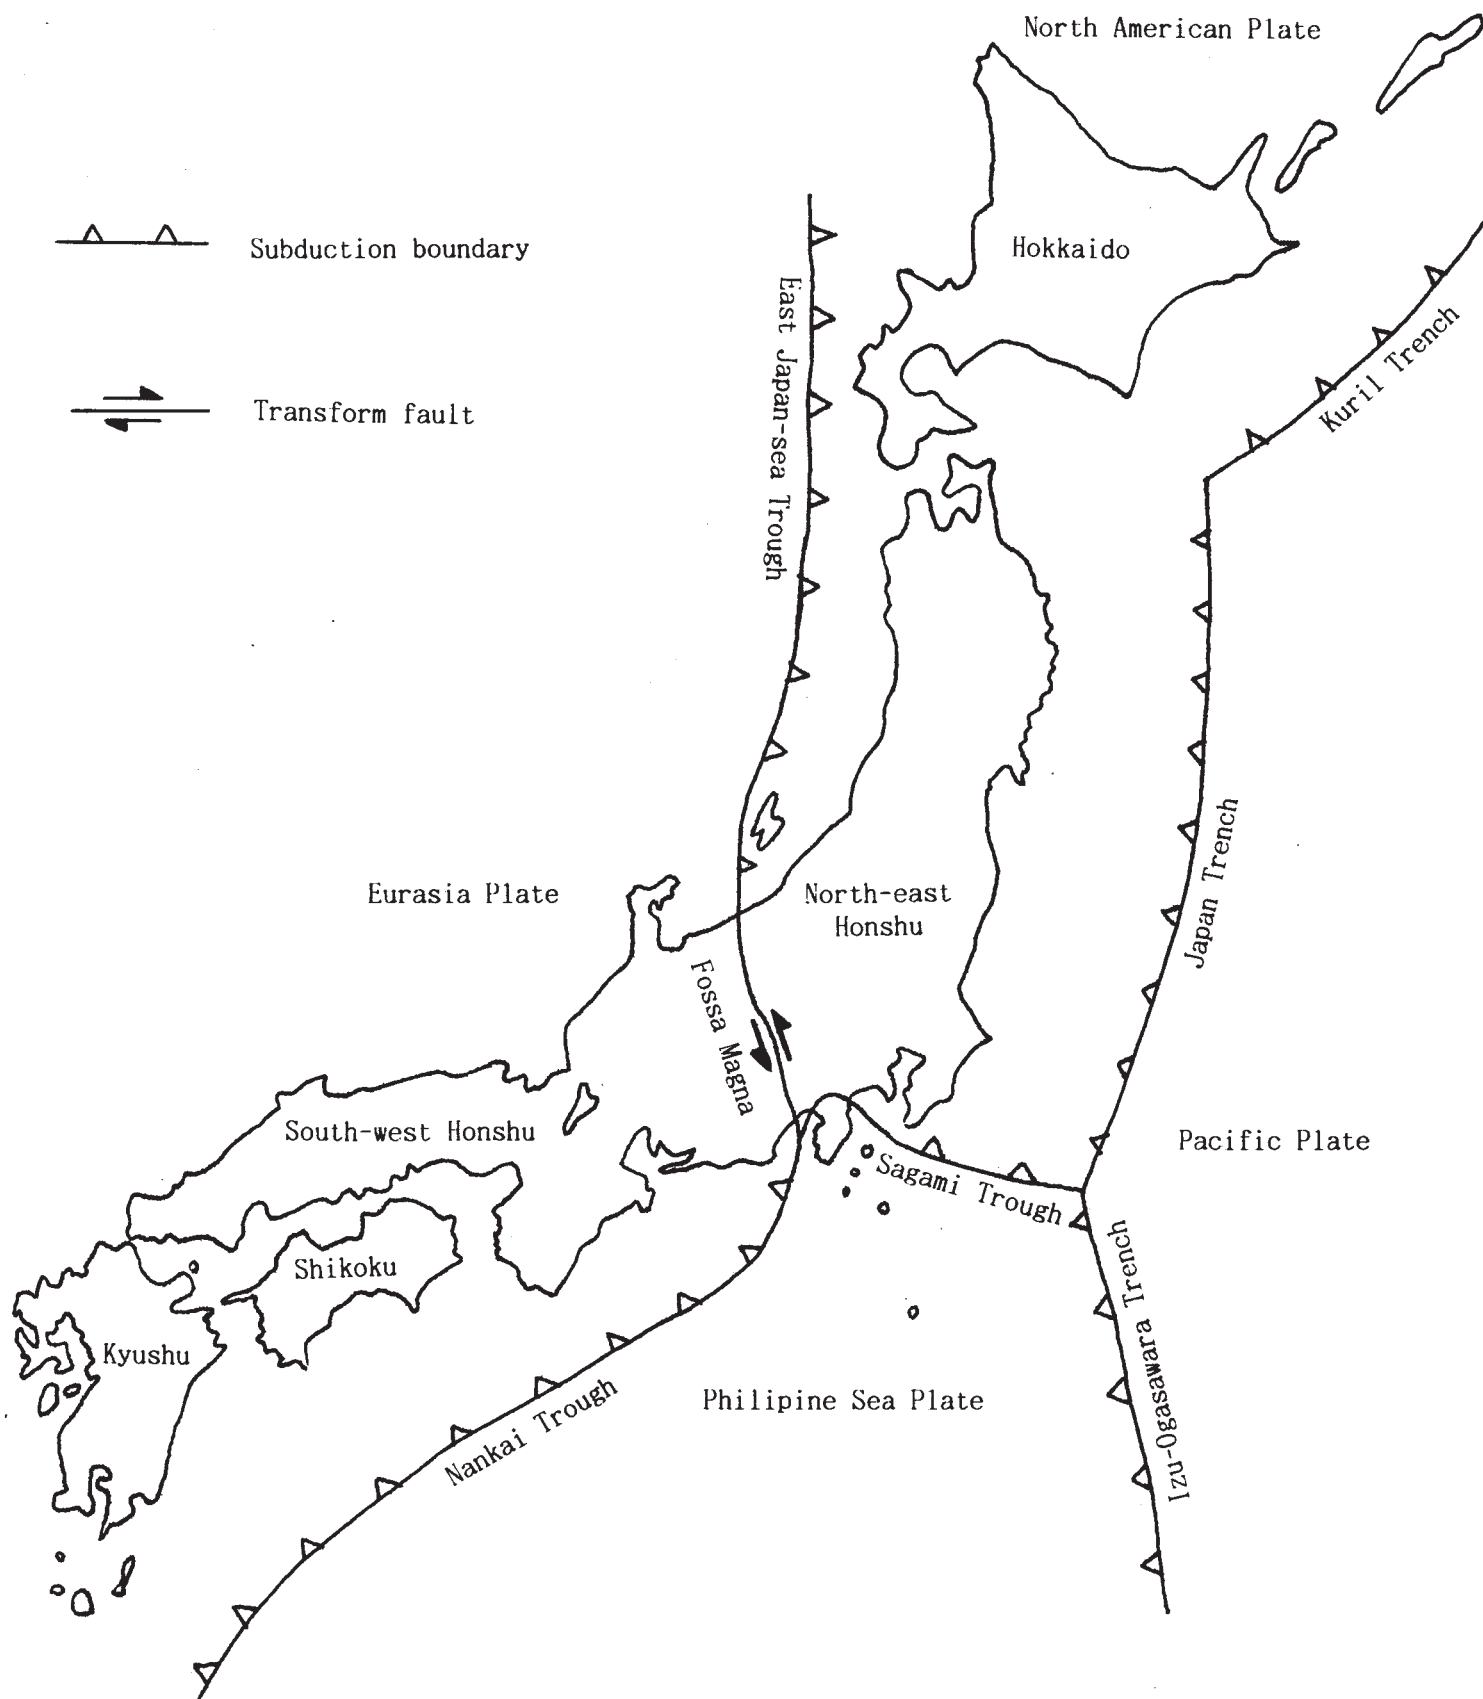 North American Plate
Subduction boundary
Hokkaido
East Japan-sea Trough
Kuril Trench
Transform fault
Japan Trench
Eurasia Plate
North-east
Honshu
Fossa Magna
South-west Honshu
Pacific Plate
Sagami Trough
Shikoku
Izu-Ogasawara Trench
Kyushu
Philipine Sea Plate
Nankai Trough